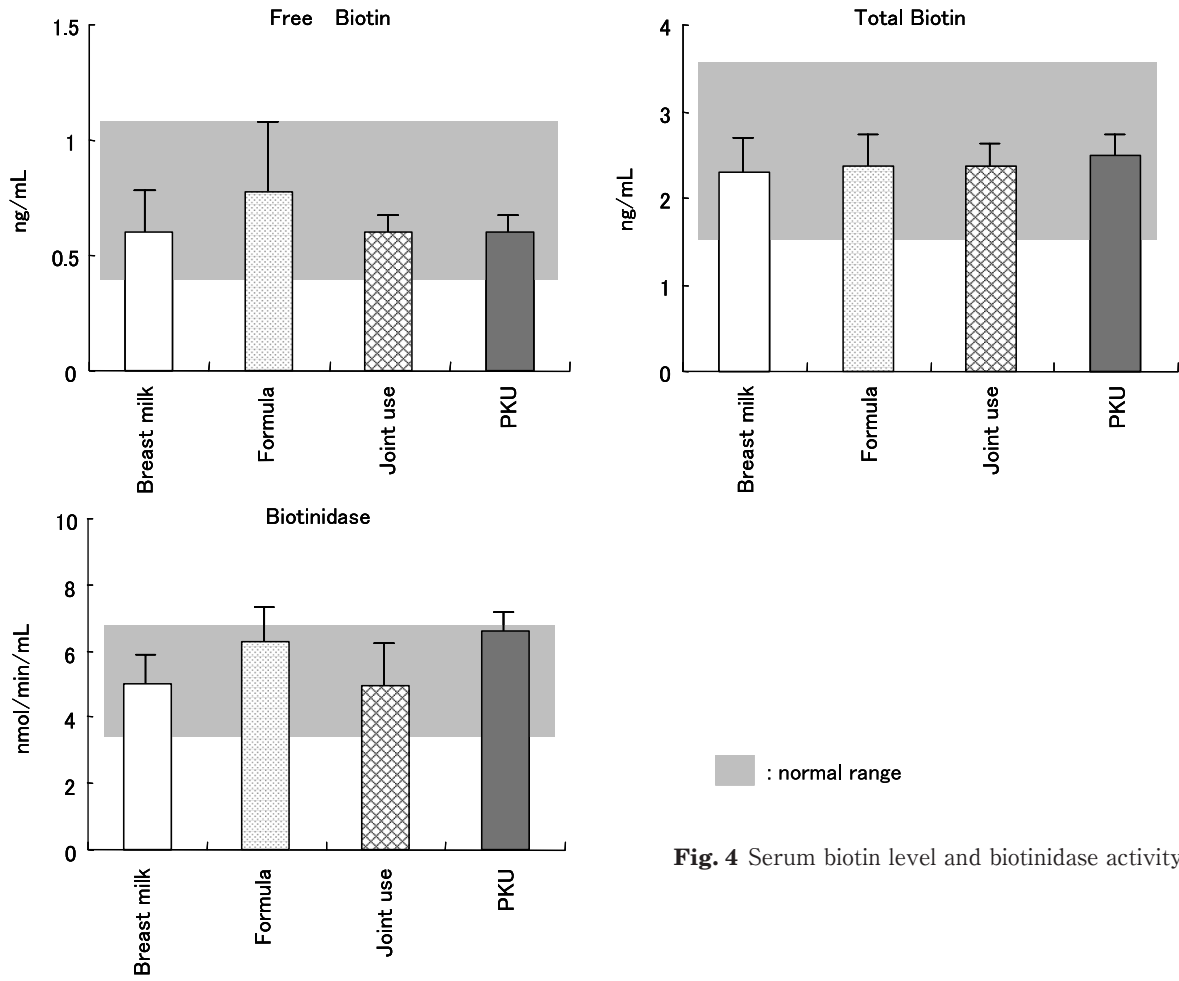 Free Biotin
1.5
1
0.5
0
ng/mL
Breast milk
Formula
Joint use
PKU
Total Biotin
4
3
2
1
0
ng/mL
Breast milk
Formula
Joint use
PKU
Biotinidase
10
8
6
4
2
0
nmol/min/mL
Breast milk
Formula
Joint use
PKU
: normal range
Fig. 4 Serum biotin level and biotinidase activity